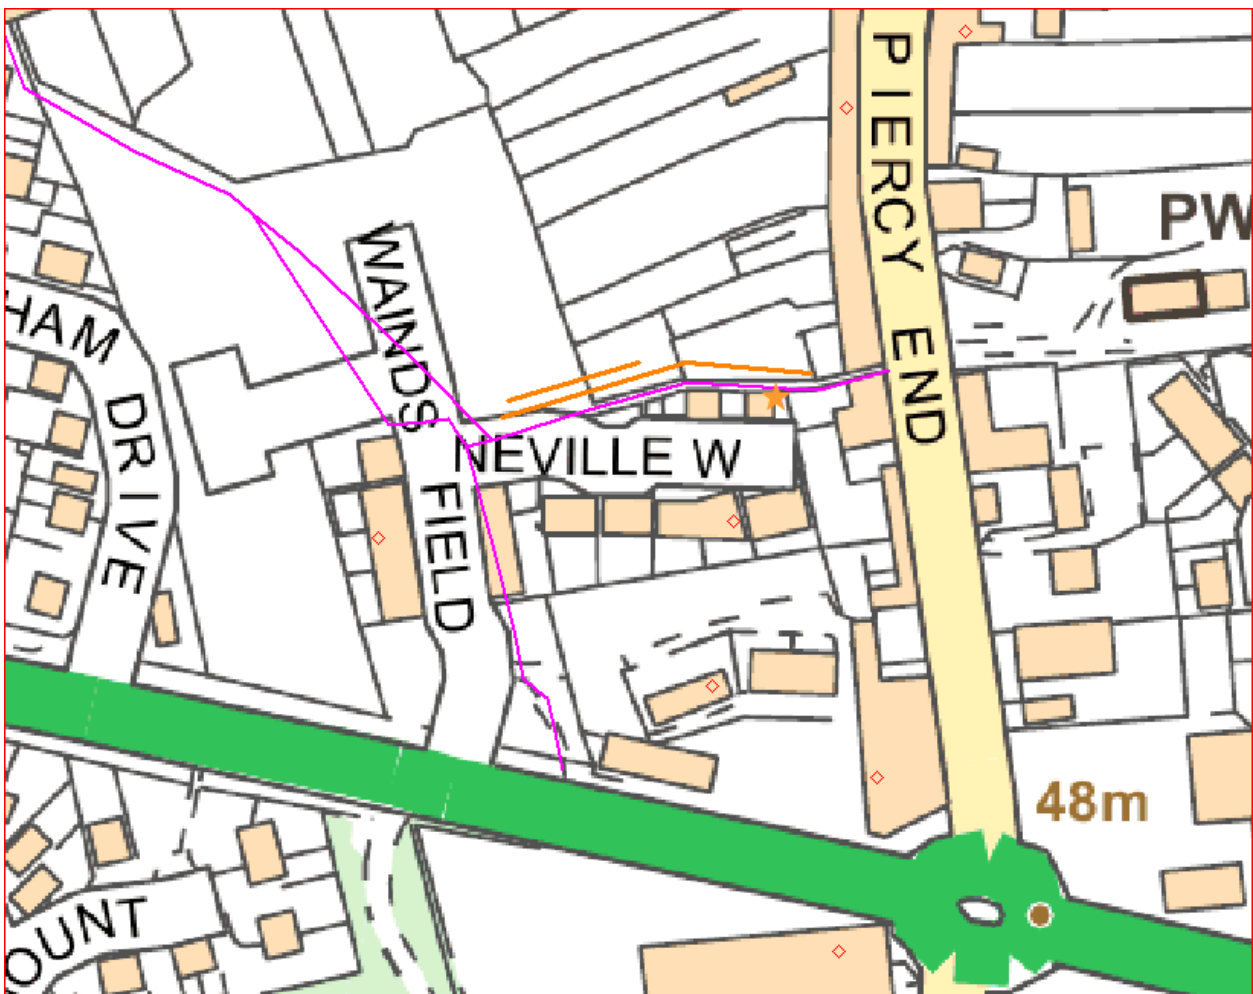 PIERCY END
PW
WAINDS FIELD
HAM DRIVE
NEVILLE W
48m
OUNT